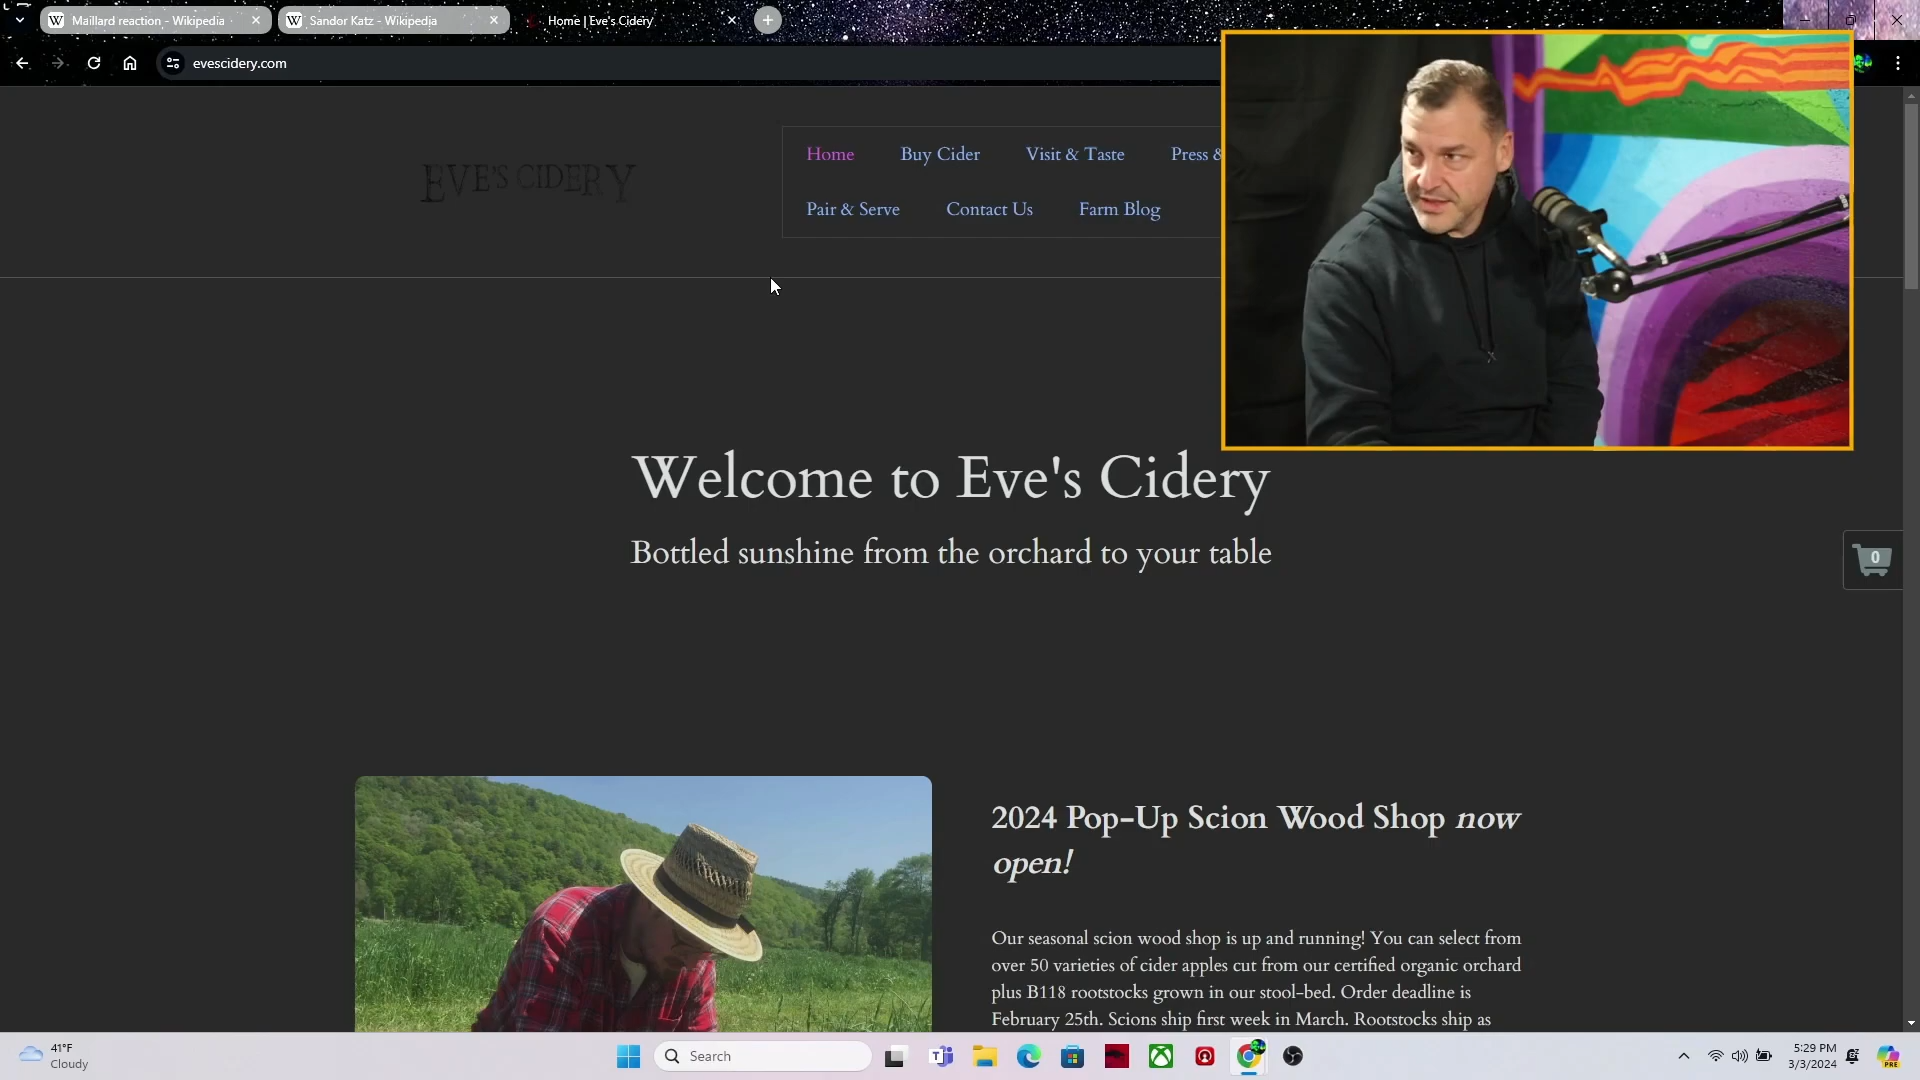 Maillard reaction - Wikipedia
Sandor Katz - Wikipedia
Home | Eve's Cidery
evescidery.com
EVE'S CIDERY
Home
Buy Cider
Visit & Taste
Press &
Pair & Serve
Contact Us
Farm Blog
Welcome to Eve's Cidery
Bottled sunshine from the orchard to your table
0
2024 Pop-Up Scion Wood Shop now
open!
Our seasonal scion wood shop is up and running! You can select from
over 50 varieties of cider apples cut from our certified organic orchard
plus B118 rootstocks grown in our stool-bed. Order deadline is
February 25th. Scions ship first week in March. Rootstocks ship as
41°F
Cloudy
Search
5:29 PM
3/3/2024
PRE